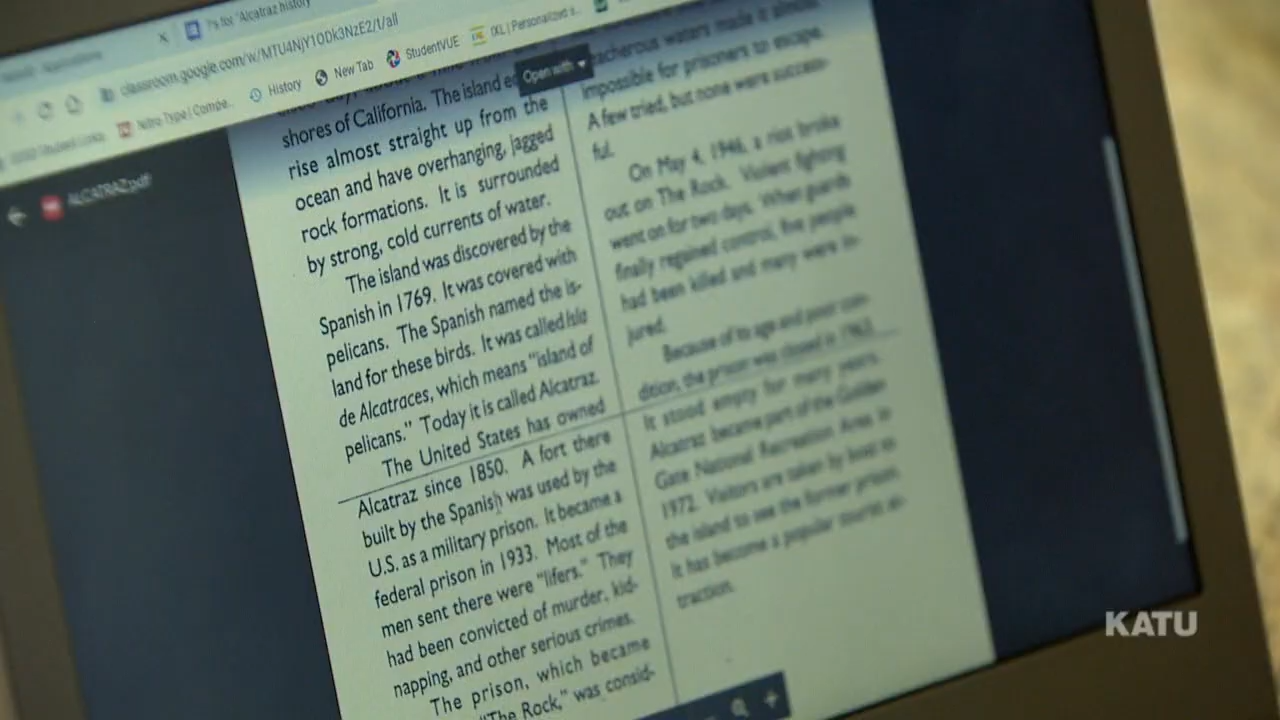 ?'s for "Alcatraz history
classroom.google.com/w/MTU4NjY1ODk3NzE2/t/all
Nitro Type | Compe...
History
New Tab
StudentVUE
IXL | Personalized s...
ALCATRAZ.pdf
Open with
shores of California. The island
rise almost straight up from the
ocean and have overhanging, jagged
rock formations. It is surrounded
by strong, cold currents of water.
The island was discovered by the
Spanish in 1769. It was covered with
pelicans. The Spanish named the is-
land for these birds. It was called Isla
de Alcatraces, which means "island of
pelicans." Today it is called Alcatraz.
The United States has owned
Alcatraz since 1850. A fort there
built by the Spanish was used by the
U.S. as a military prison. It became a
federal prison in 1933. Most of the
men sent there were "lifers." They
had been convicted of murder, kid-
napping, and other serious crimes.
The prison, which became
"The Rock," was consid-
waters made it almost
impossible for prisoners to escape.
A few tried, but none were success-
ful.
On May 4, 1946, a riot broke
out on The Rock. Violent fighting
went on for two days. When guards
finally regained control, five people
had been killed and many were in-
jured.
Because of its age and poor con-
dition, the prison was closed in 1963.
It stood empty for many years.
Alcatraz became part of the Golden
Gate National Recreation Area in
1972. Visitors are taken by boat to
the island to see the former prison.
It has become a popular tourist at-
traction.
KATU